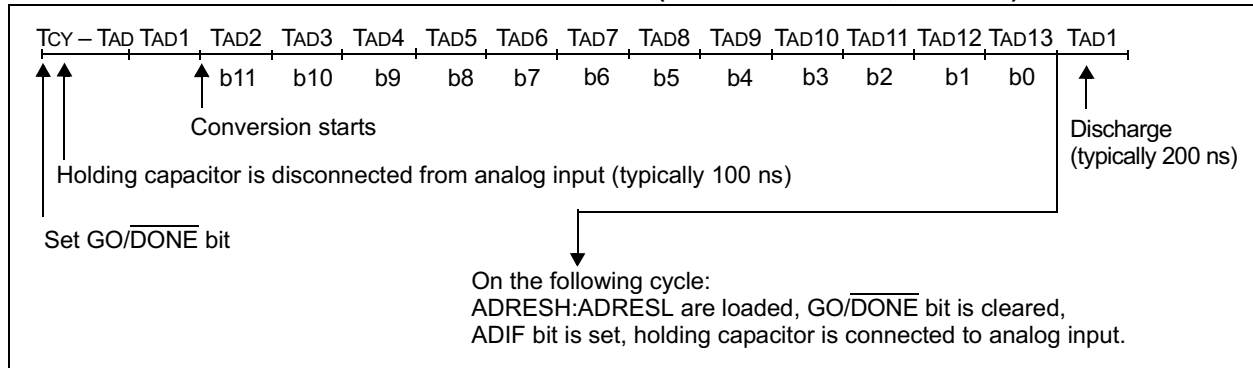 TCY – TAD TAD1 TAD2 TAD3 TAD4 TAD5 TAD6 TAD7 TAD8 TAD9 TAD10 TAD11 TAD12 TAD13 TAD1
b11 b10 b9 b8 b7 b6 b5 b4 b3 b2 b1 b0
Conversion starts
Discharge
(typically 200 ns)
Holding capacitor is disconnected from analog input (typically 100 ns)
Set GO/DONE bit
On the following cycle:
ADRESH:ADRESL are loaded, GO/DONE bit is cleared,
ADIF bit is set, holding capacitor is connected to analog input.